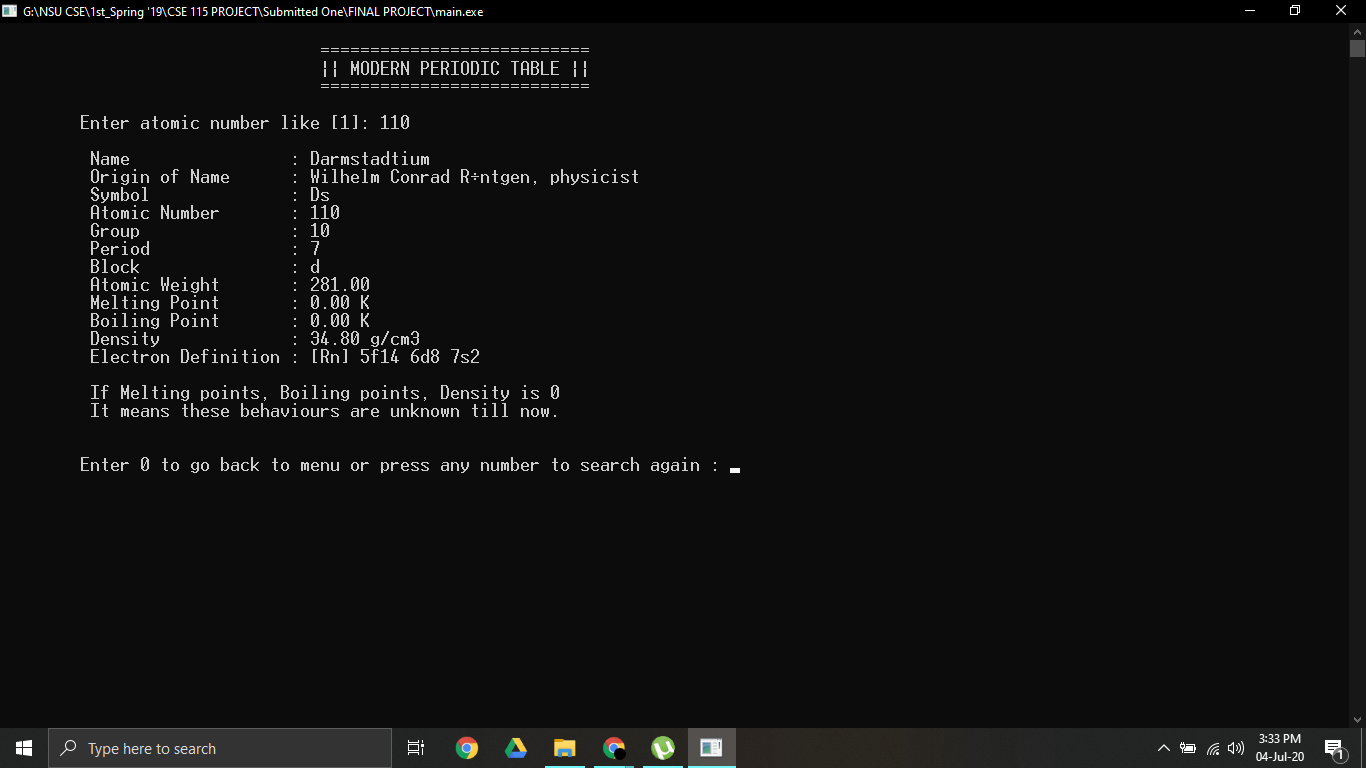 G:\NSU CSE\1st_Spring '19\CSE 115 PROJECT\Submitted One\FINAL PROJECT\main.exe
===========================
|| MODERN PERIODIC TABLE ||
===========================
Enter atomic number like [1]: 110
Name : Darmstadtium
Origin of Name : Wilhelm Conrad R÷ntgen, physicist
Symbol : Ds
Atomic Number : 110
Group : 10
Period : 7
Block : d
Atomic Weight : 281.00
Melting Point : 0.00 K
Boiling Point : 0.00 K
Density : 34.80 g/cm3
Electron Definition : [Rn] 5f14 6d8 7s2
If Melting points, Boiling points, Density is 0
It means these behaviours are unknown till now.
Enter 0 to go back to menu or press any number to search again :
Type here to search
3:33 PM
04-Jul-20
1